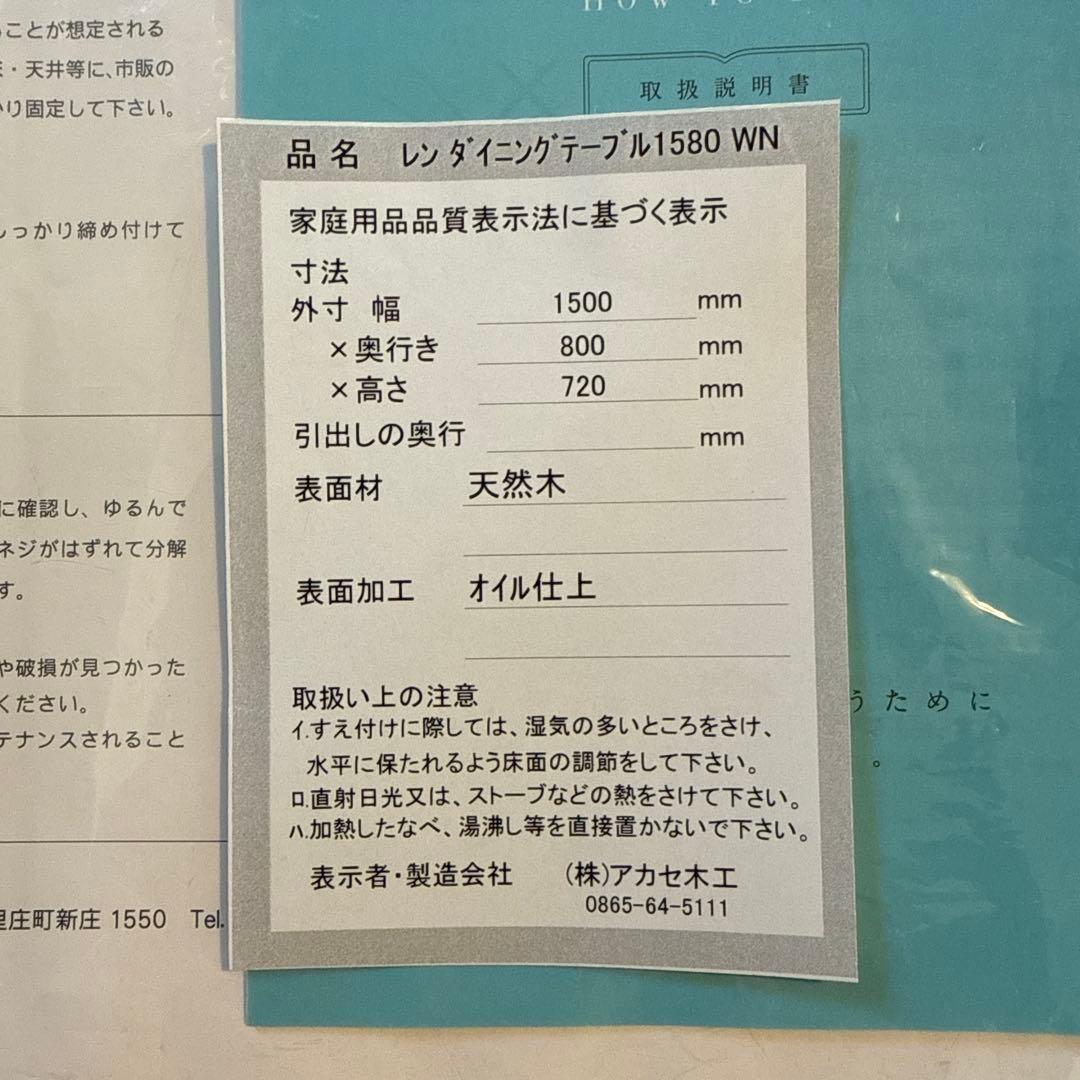 ることが想定される
・天井等に、市販の
り固定して下さい。
しっかり締め付けて
に確認し、ゆるんで
ネジがはずれて分解
す。
や破損が見つかった
ください。
テナンスされること
里庄町新庄 1550 Tel.
HOW TO
取扱説明書
品名 レン ダイニングテーブル1580 WN
家庭用品品質表示法に基づく表示
寸法
外寸 幅 1500 mm
×奥行き 800 mm
×高さ 720 mm
引出しの奥行 mm
表面材 天然木
表面加工 オイル仕上
取扱い上の注意
イ.すえ付けに際しては、湿気の多いところをさけ、
水平に保たれるよう床面の調節をして下さい。
ロ.直射日光又は、ストーブなどの熱をさけて下さい。
ハ.加熱したなべ、湯沸し等を直接置かないで下さい。
表示者・製造会社 (株)アカセ木工
0865-64-5111
うために
。